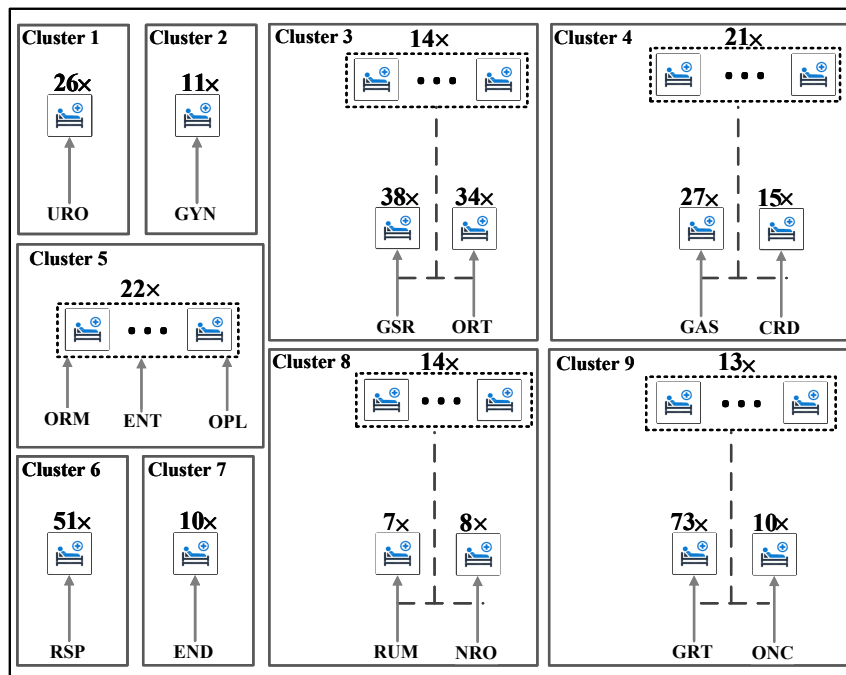 Cluster 1
26×
URO
Cluster 2
11×
GYN
Cluster 3
14×
38×
34×
GSR
ORT
Cluster 4
21×
27×
15×
GAS
CRD
Cluster 5
22×
ORM
ENT
OPL
Cluster 6
51×
RSP
Cluster 7
10×
END
Cluster 8
14×
7×
8×
RUM
NRO
Cluster 9
13×
73×
10×
GRT
ONC